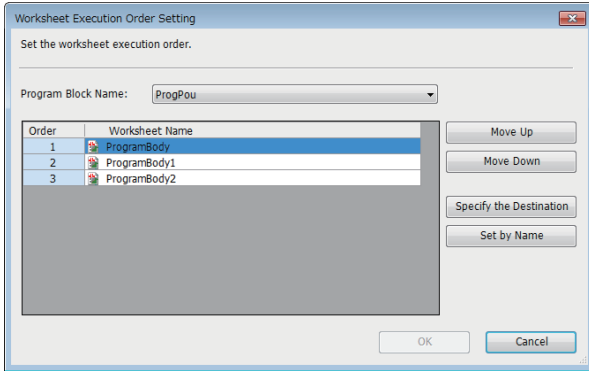 Worksheet Execution Order Setting
Set the worksheet execution order.
Program Block Name: ProgPou
Order Worksheet Name
1 ProgramBody
2 ProgramBody1
3 ProgramBody2
Move Up
Move Down
Specify the Destination
Set by Name
OK Cancel